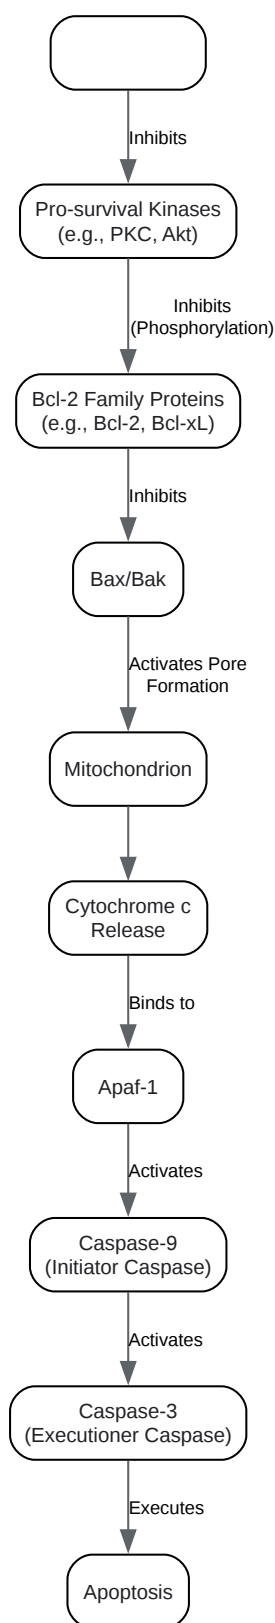 Inhibits
Pro-survival Kinases
(e.g., PKC, Akt)
Inhibits
(Phosphorylation)
Bcl-2 Family Proteins
(e.g., Bcl-2, Bcl-xL)
Inhibits
Bax/Bak
Activates Pore
Formation
Mitochondrion
Cytochrome c
Release
Binds to
Apaf-1
Activates
Caspase-9
(Initiator Caspase)
Activates
Caspase-3
(Executioner Caspase)
Executes
Apoptosis